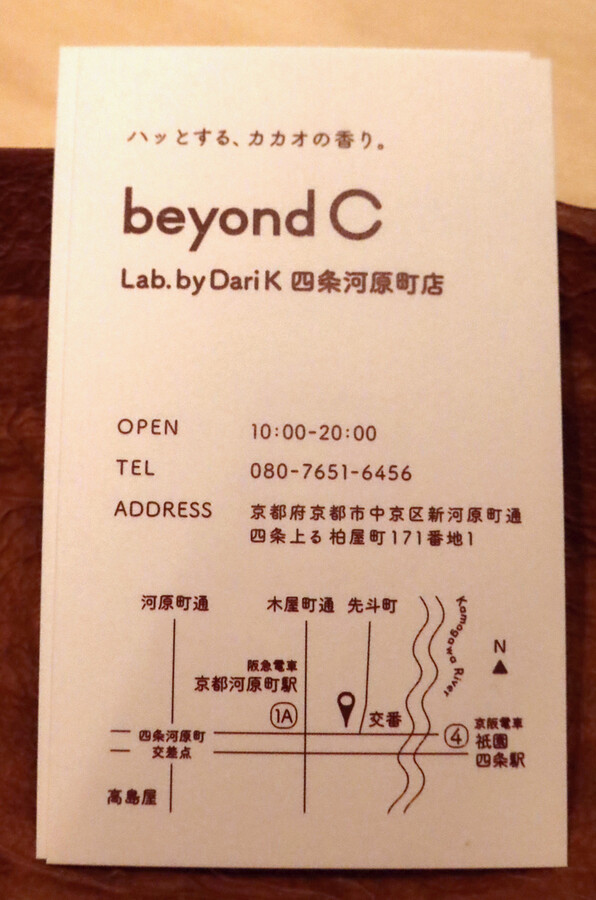 ハッとする、カカオの香り。
beyond C
Lab. by Dari K 四条河原町店
OPEN 10:00-20:00
TEL 080-7651-6456
ADDRESS 京都府京都市中京区新河原町通
四条上る柏屋町171番地1
河原町通 木屋町通 先斗町
Kamagawa River
N
阪急電車
京都河原町駅
1A
交番
四条河原町
交差点
4
京阪電車
祇園
四条駅
高島屋